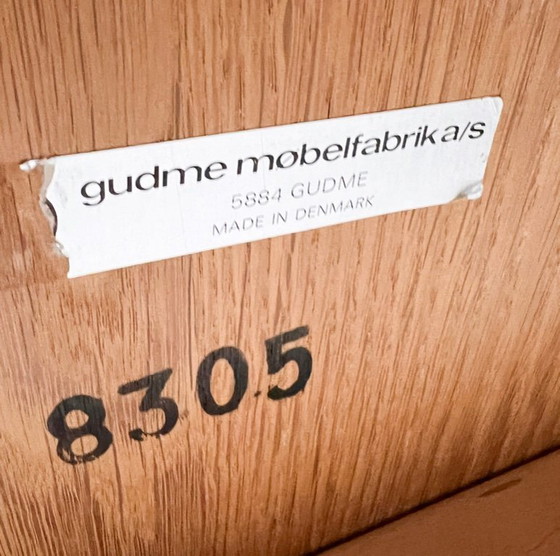 gudme møbelfabrik a/s
5884 GUDME
MADE IN DENMARK
8305